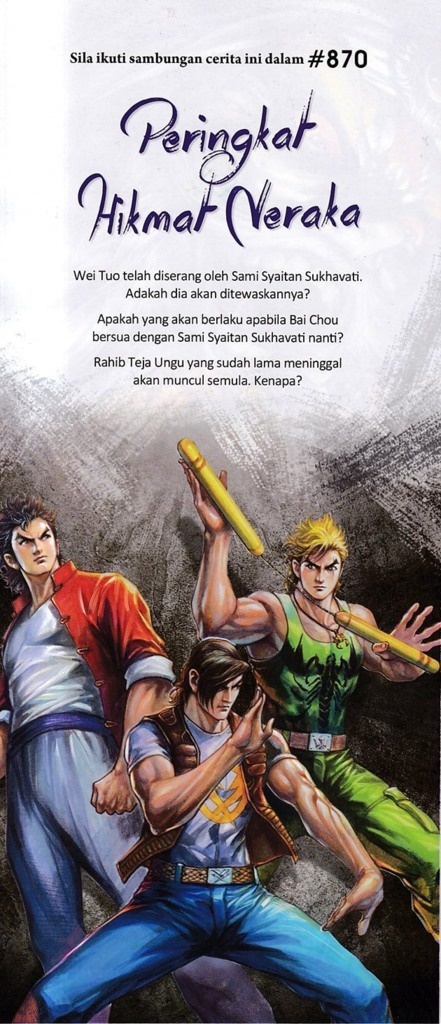 Sila ikuti sambungan cerita ini dalam #870
Peringkat
Hikmat Neraka
Wei Tuo telah diserang oleh Sami Syaitan Sukhavati.
Adakah dia akan ditewaskannya?
Apakah yang akan berlaku apabila Bai Chou
bersua dengan Sami Syaitan Sukhavati nanti?
Rahib Teja Ungu yang sudah lama meninggal
akan muncul semula. Kenapa?